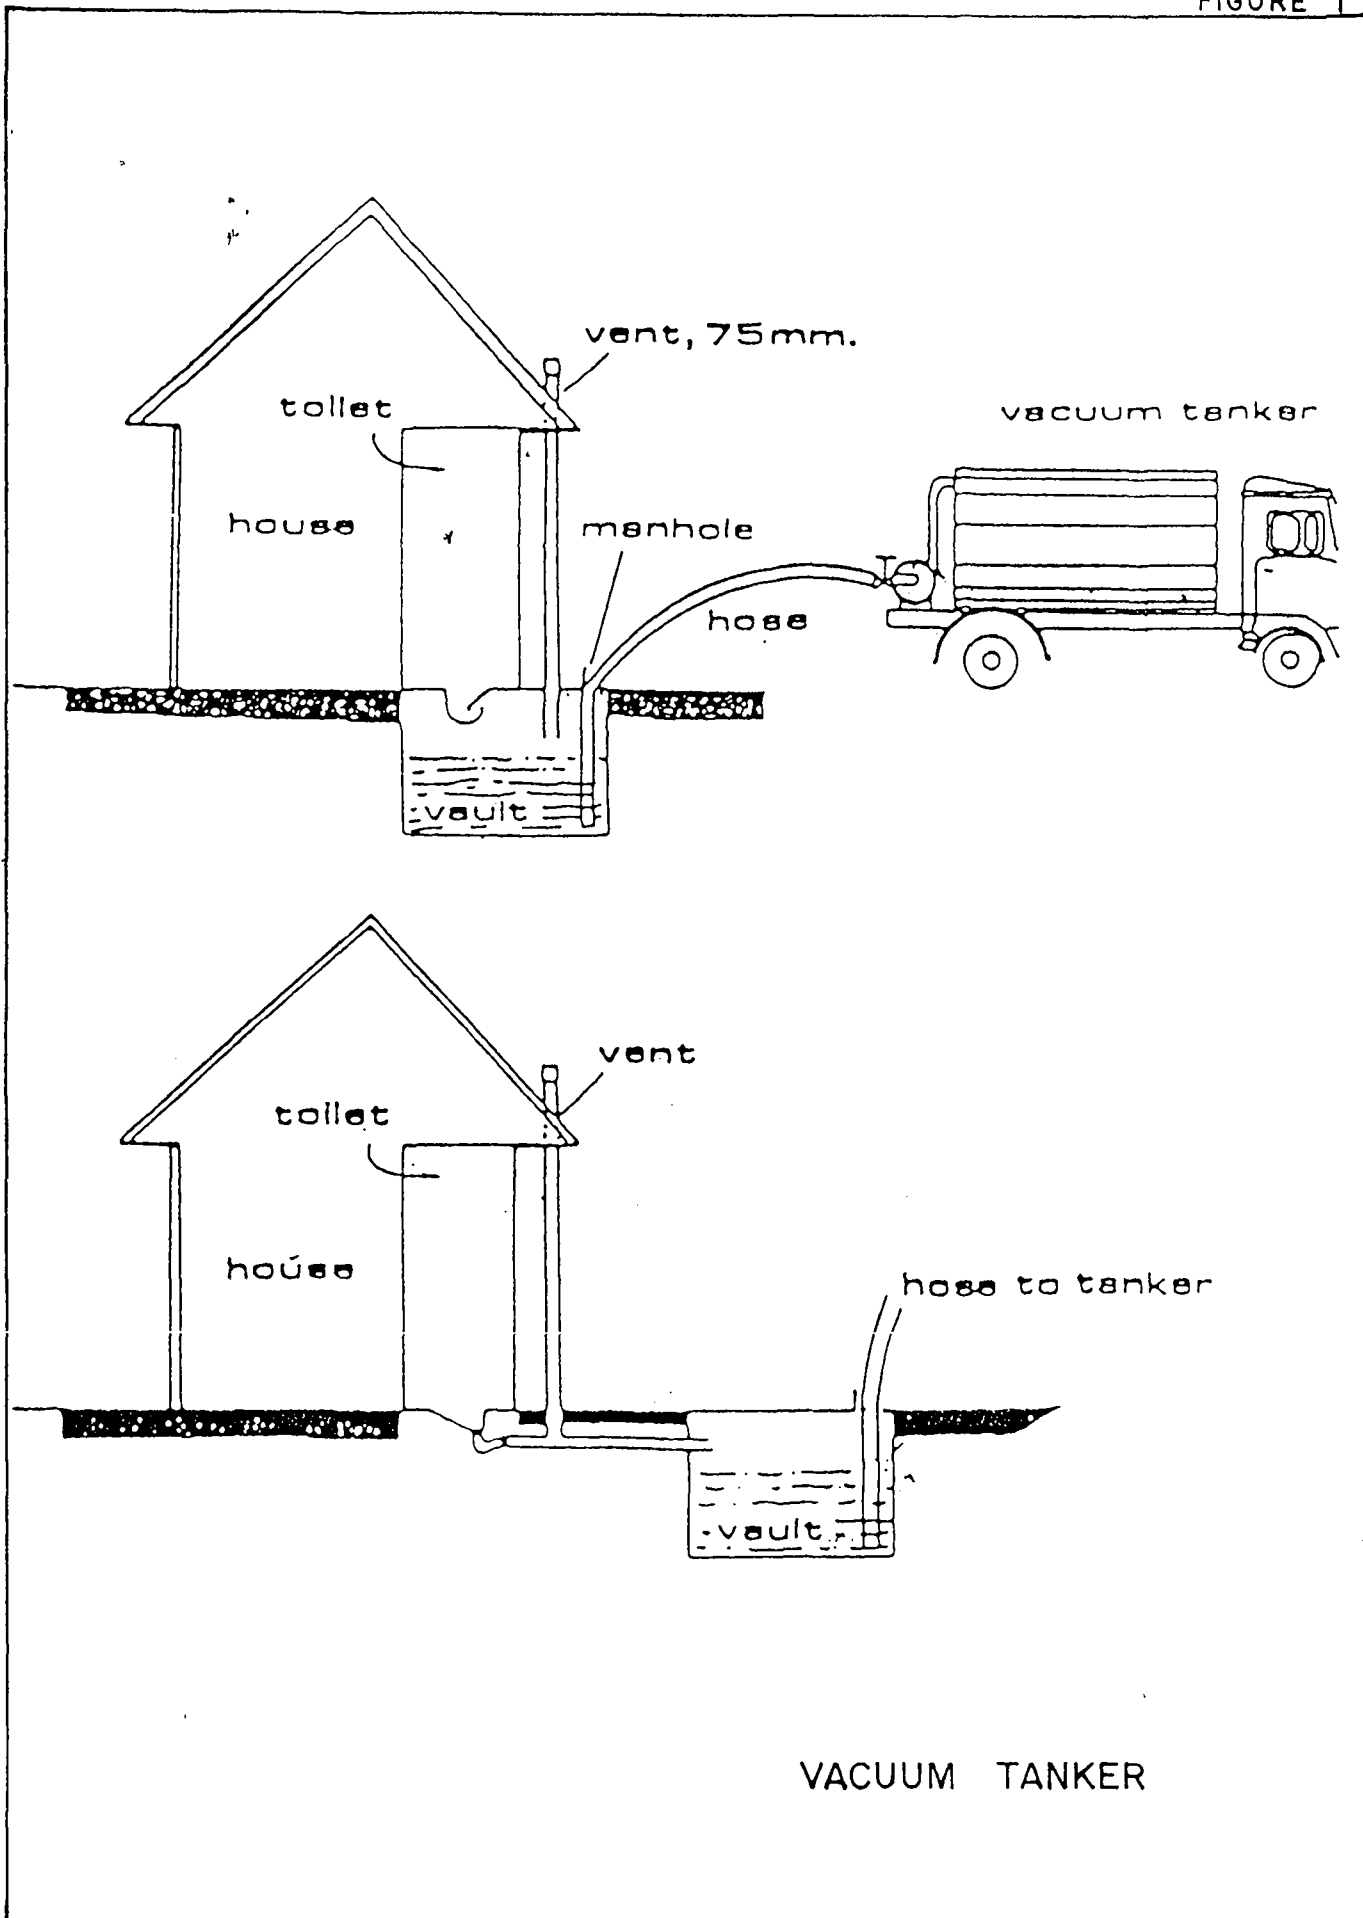 FIGURE 1
vent, 75mm.
toilet
vacuum tanker
house
manhole
hose
vault
vent
toilet
house
hose to tanker
vault
VACUUM TANKER